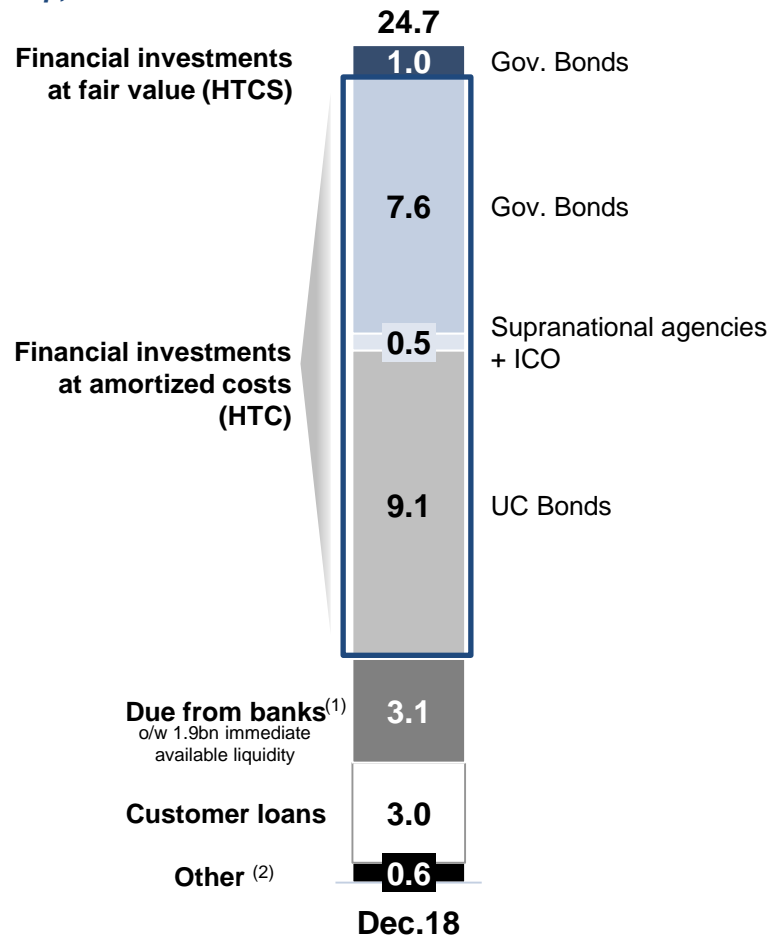 24.7
Financial investments
at fair value (HTCS)
1.0
Gov. Bonds
7.6
Gov. Bonds
0.5
Supranational agencies
+ ICO
Financial investments
at amortized costs
(HTC)
9.1
UC Bonds
Due from banks(1)
o/w 1.9bn immediate
available liquidity
3.1
Customer loans
3.0
Other (2)
0.6
Dec.18